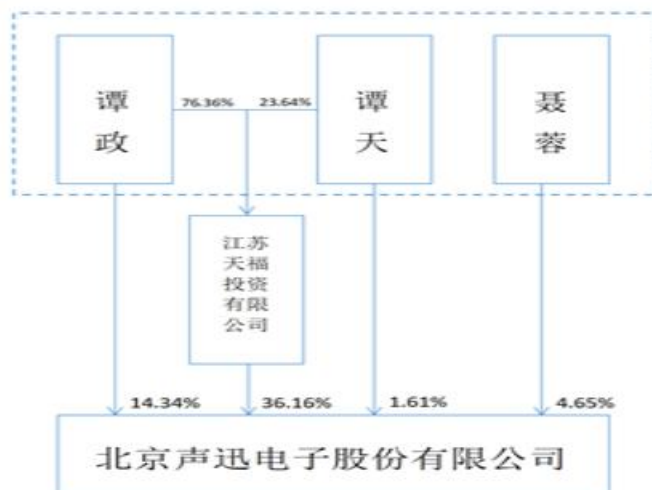 谭政
76.36%
23.64%
谭天
聂蓉
江苏
天福
投资
有限
公司
14.34%
36.16%
1.61%
4.65%
北京声迅电子股份有限公司